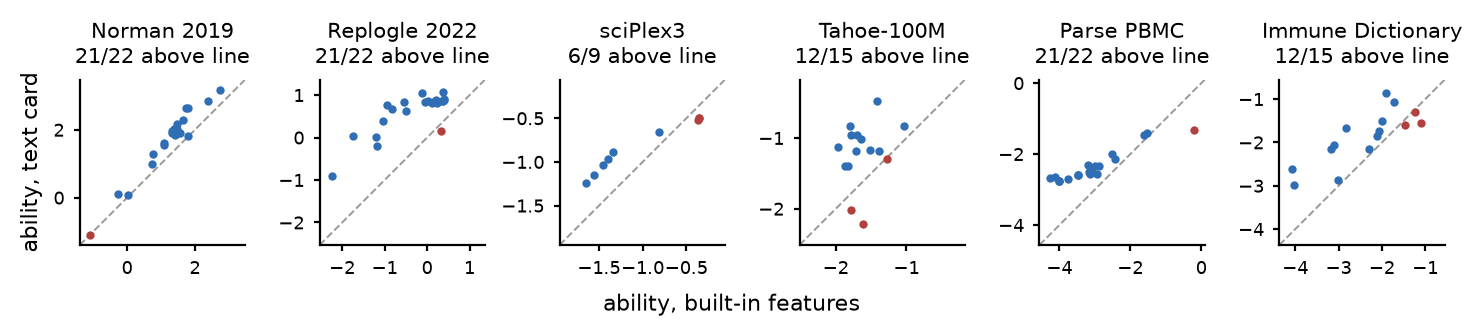 Norman 2019
21/22 above line
Replogle 2022
21/22 above line
sciPlex3
6/9 above line
Tahoe-100M
12/15 above line
Parse PBMC
21/22 above line
Immune Dictionary
12/15 above line
ability, text card
2
0
0 2
1
0
−1
−2
−2 −1 0 1
−0.5
−1.0
−1.5
−1.5 −1.0 −0.5
−1
−2
−2 −1
0
−2
−4
−4 −2 0
−1
−2
−3
−4
−4 −3 −2 −1
ability, built-in features